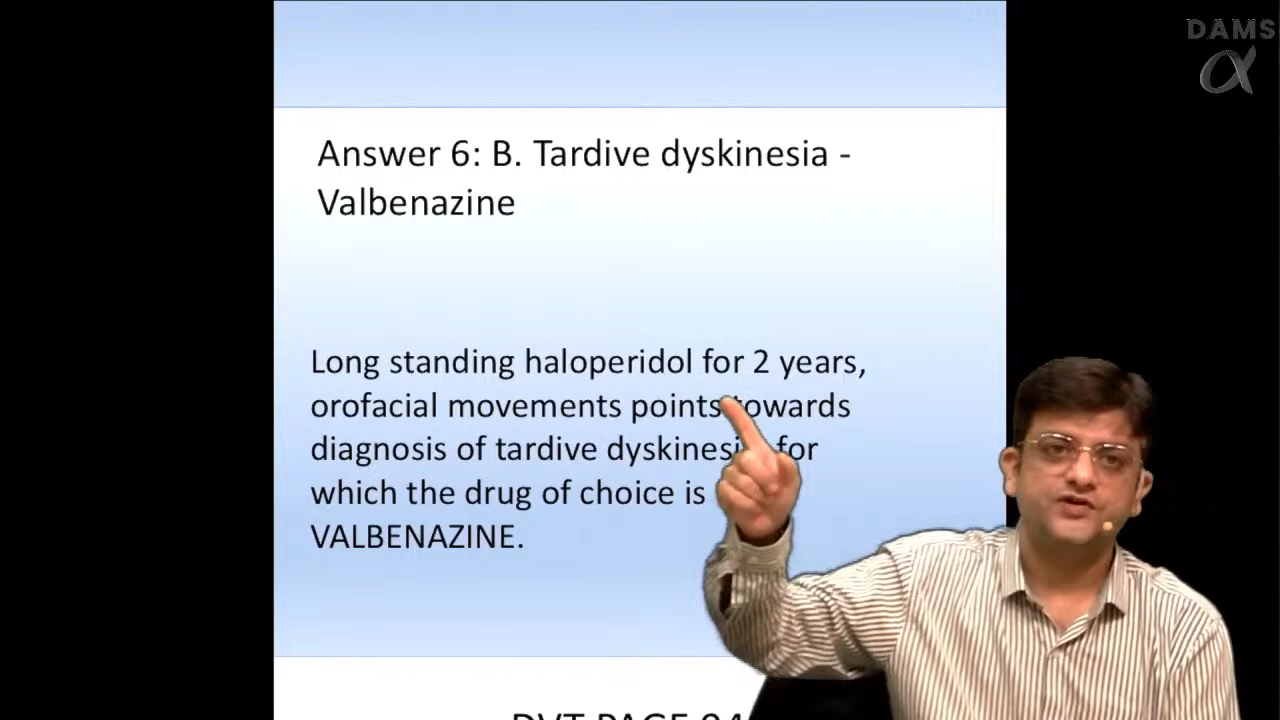 DAMS
α
Answer 6: B. Tardive dyskinesia -
Valbenazine
Long standing haloperidol for 2 years,
orofacial movements points towards
diagnosis of tardive dyskinesia for
which the drug of choice is
VALBENAZINE.
PAGE